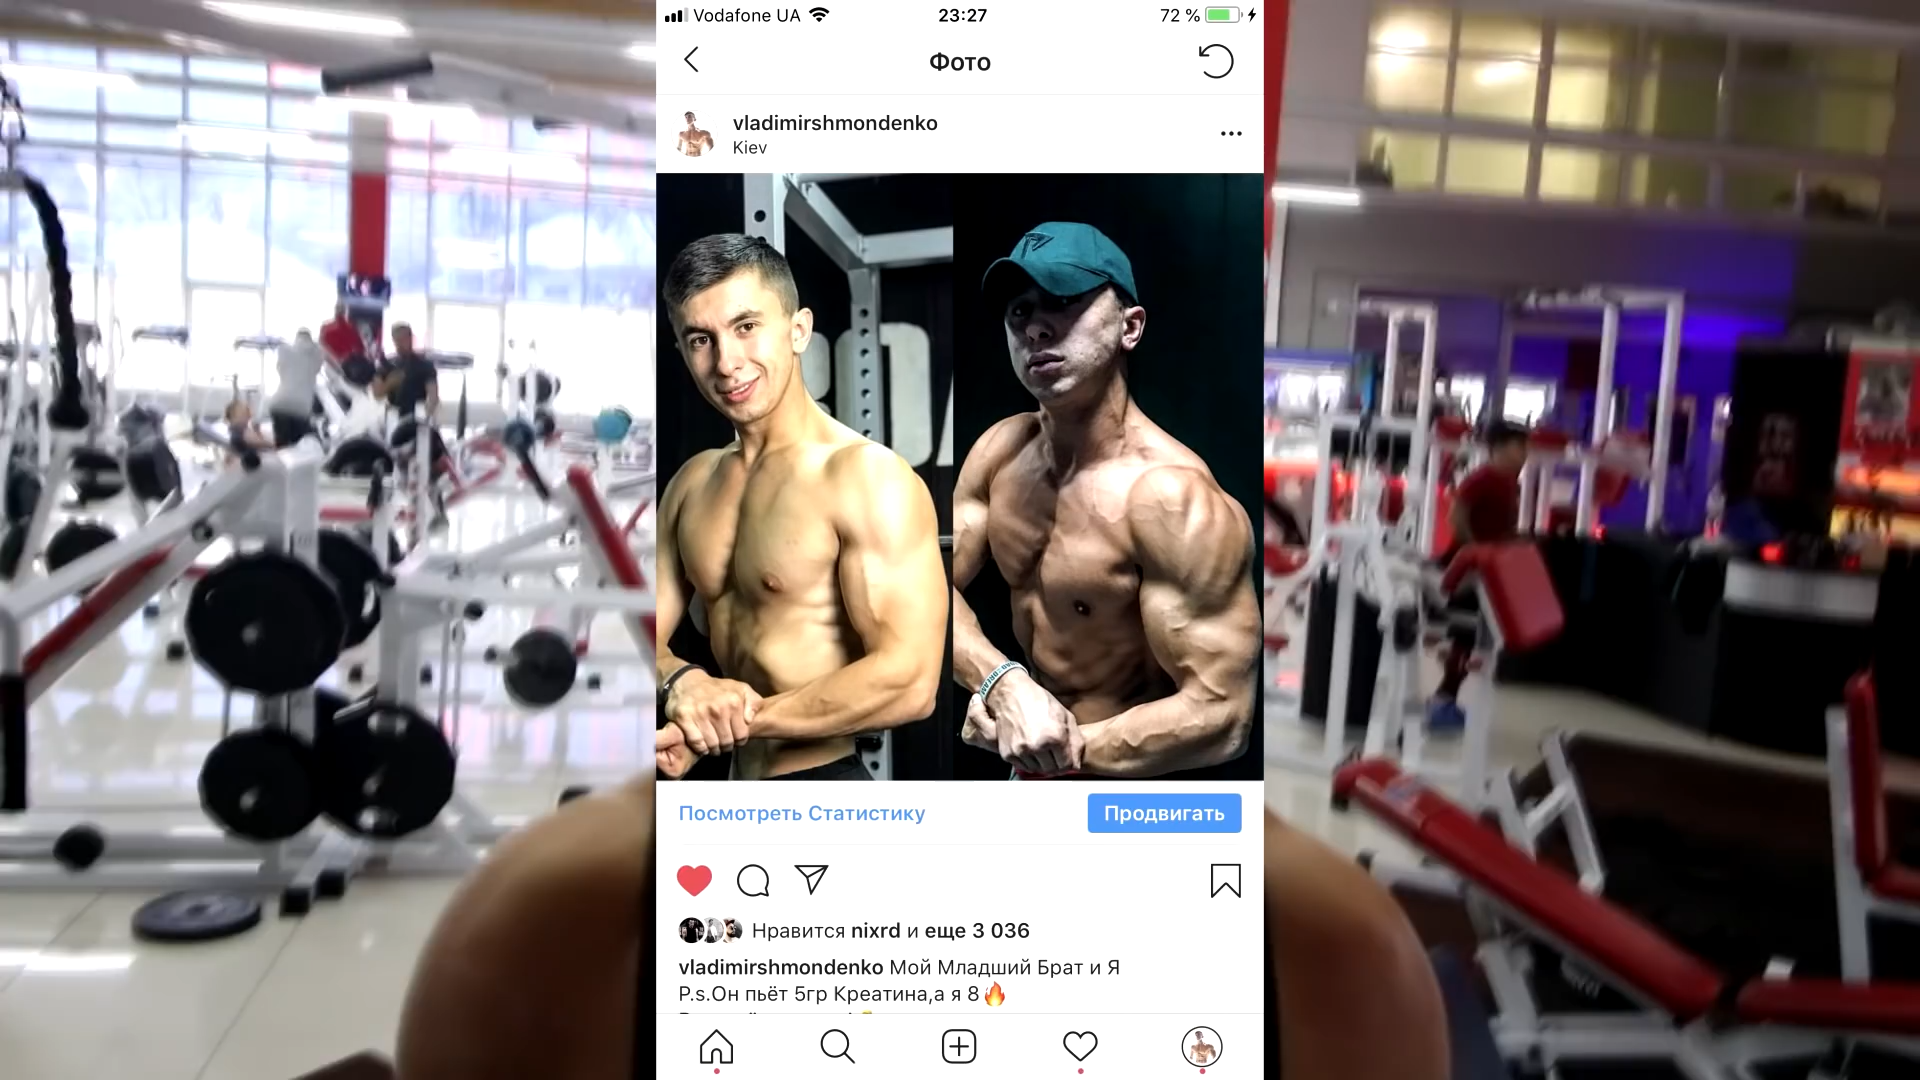 Vodafone UA
23:27
72 %
Фото
vladimirshmondenko
Kiev
Посмотреть Статистику
Продвигать
Нравится nixrd и еще 3 036
vladimirshmondenko Мой Младший Брат и Я
P.s.Он пьёт 5гр Креатина,а я 8🔥